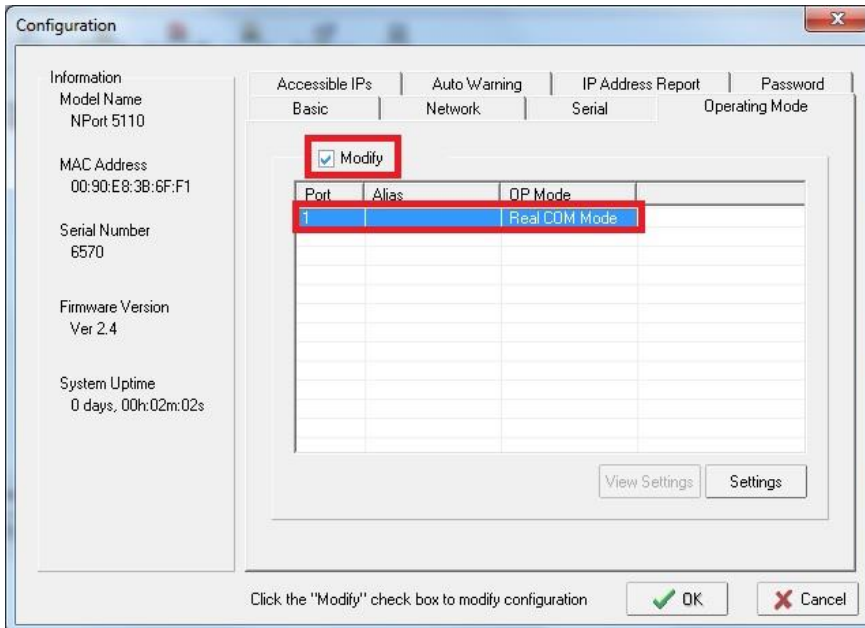 Configuration
Information
Model Name
NPort 5110
MAC Address
00:90:E8:3B:6F:F1
Serial Number
6570
Firmware Version
Ver 2.4
System Uptime
0 days, 00h:02m:02s
Accessible IPs Auto Warning IP Address Report Password
Basic Network Serial Operating Mode
Modify
Port Alias OP Mode
1 Real COM Mode
View Settings Settings
Click the "Modify" check box to modify configuration
OK Cancel